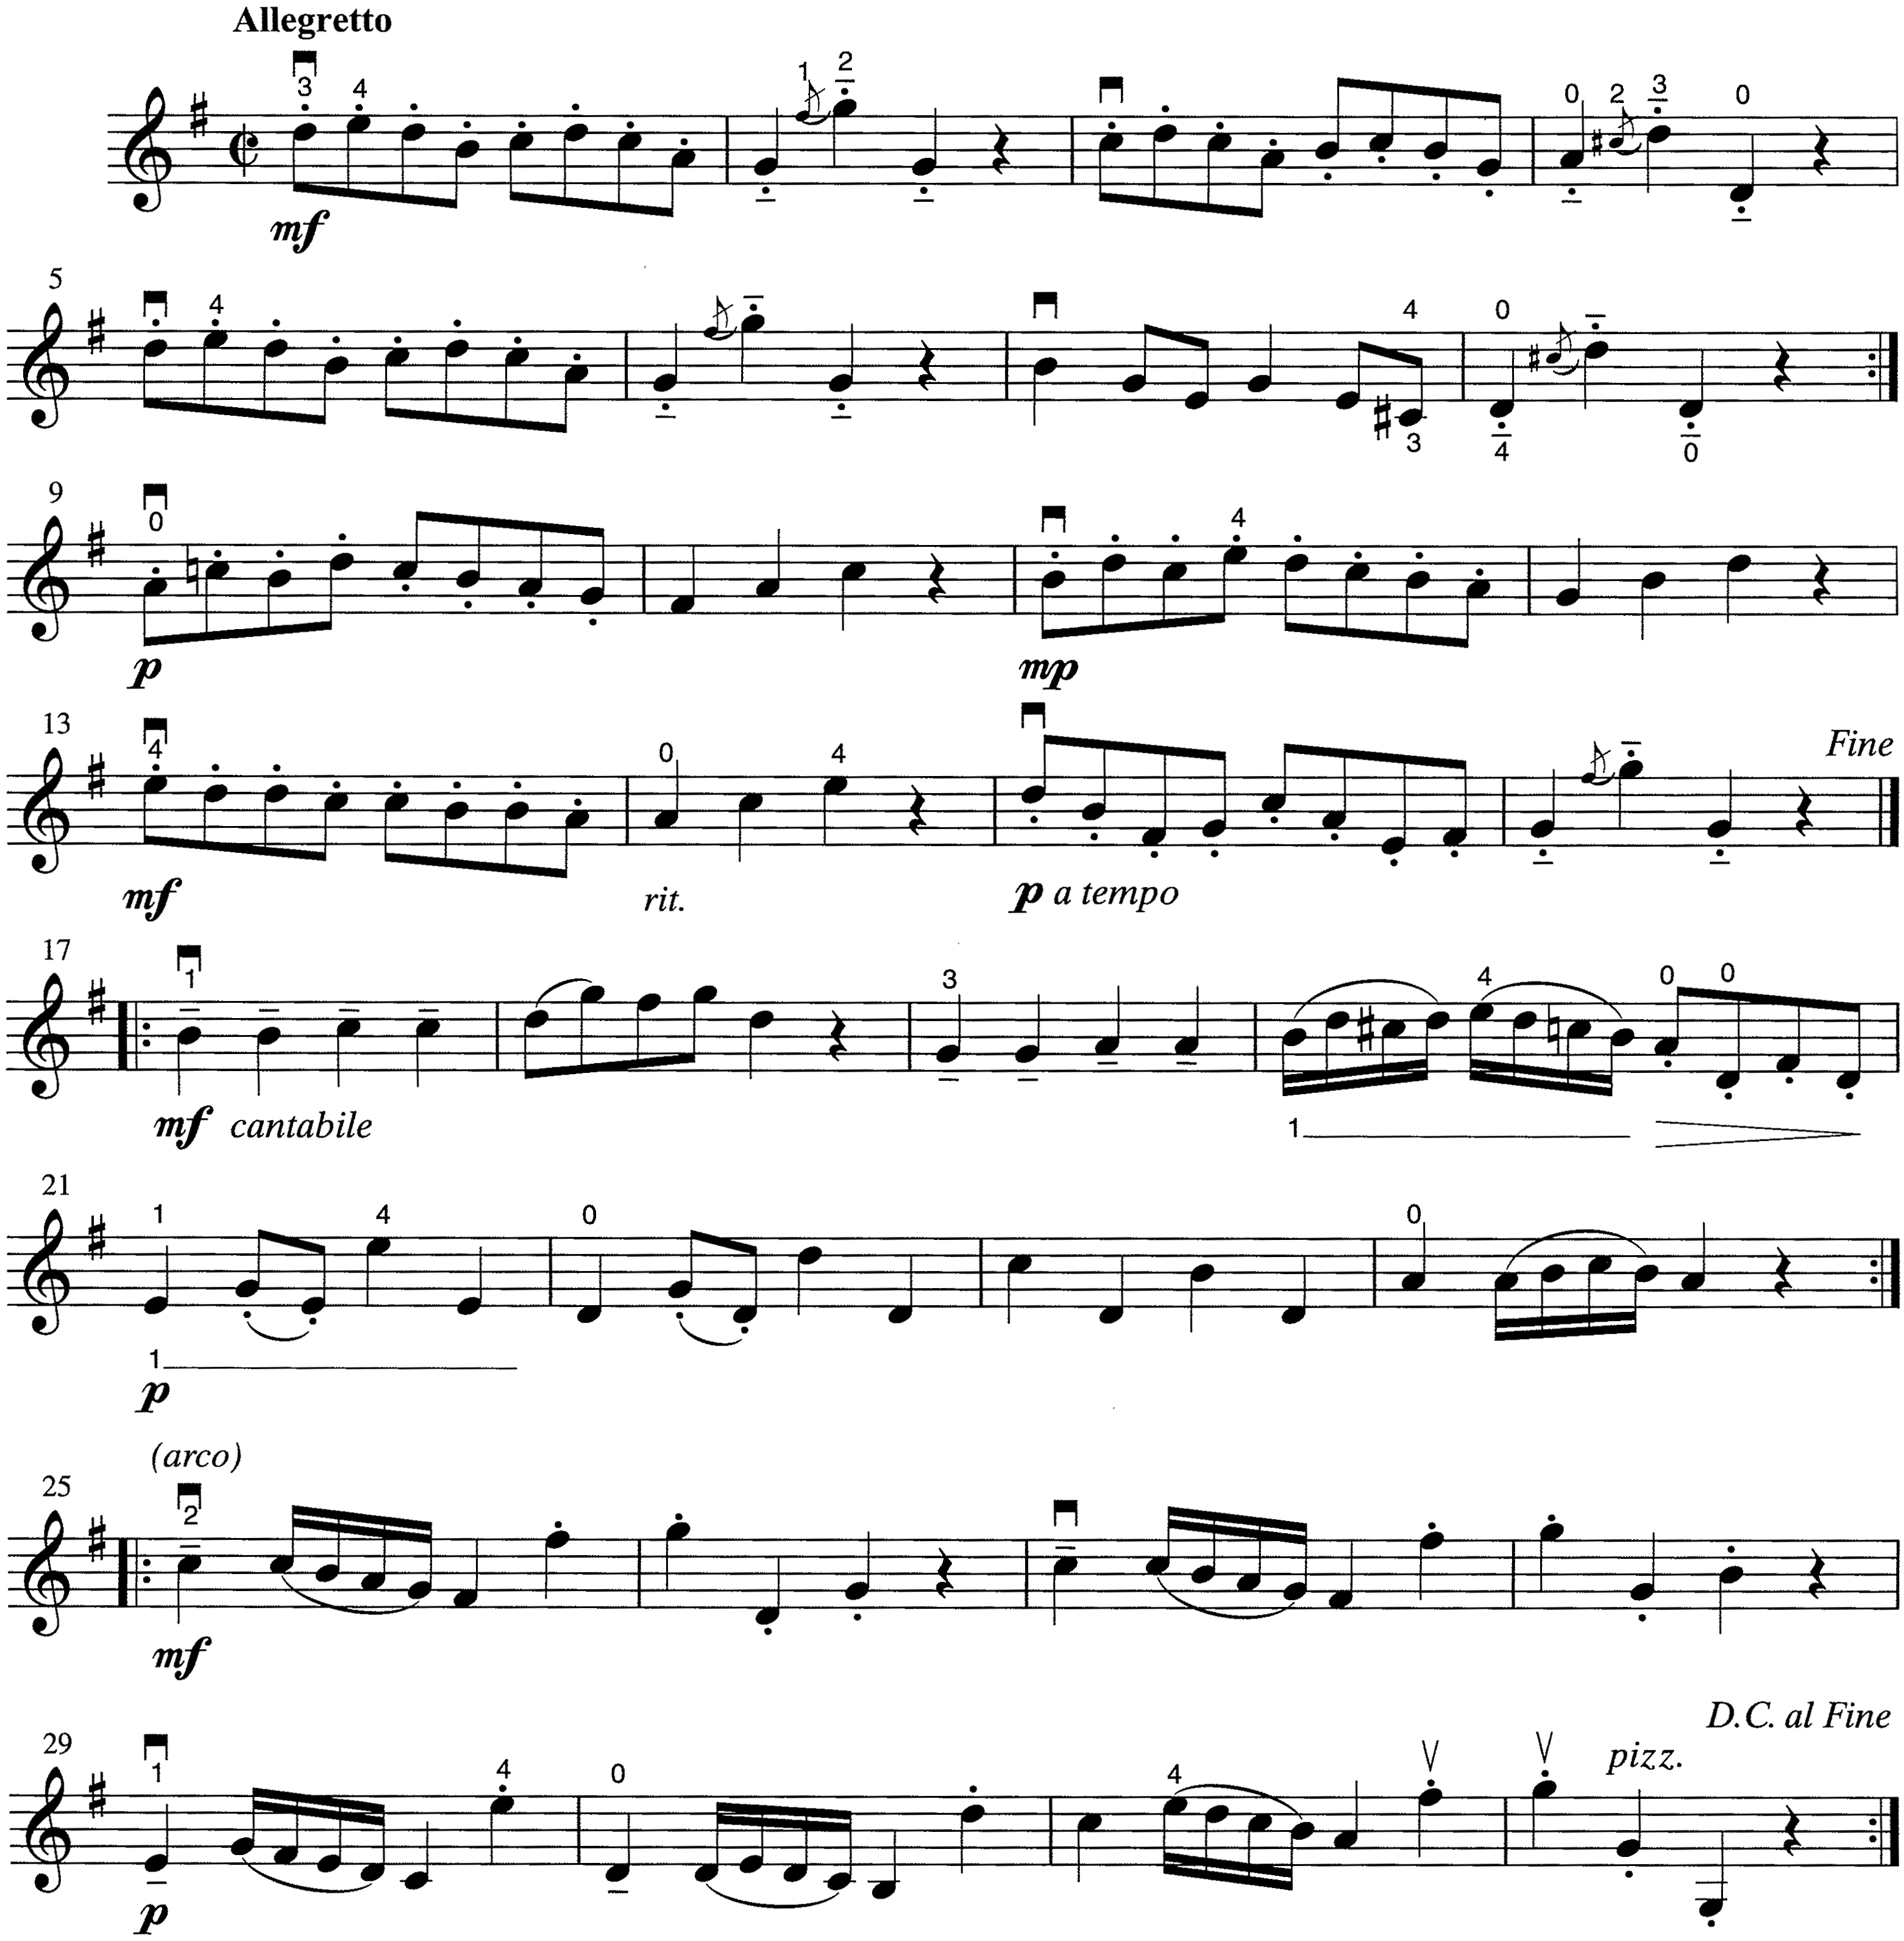 Allegretto
3 4 1 2 0 2 3 0
mf
5
4 4 0
3 4 0
9
0 4
p mp
13
4 0 4 Fine
mf rit. p a tempo
17
1 3 4 0 0
mf cantabile 1
21
1 4 0 0
1
p
(arco)
25
2
mf
D.C. al Fine
29 pizz.
1 4 0 4
p